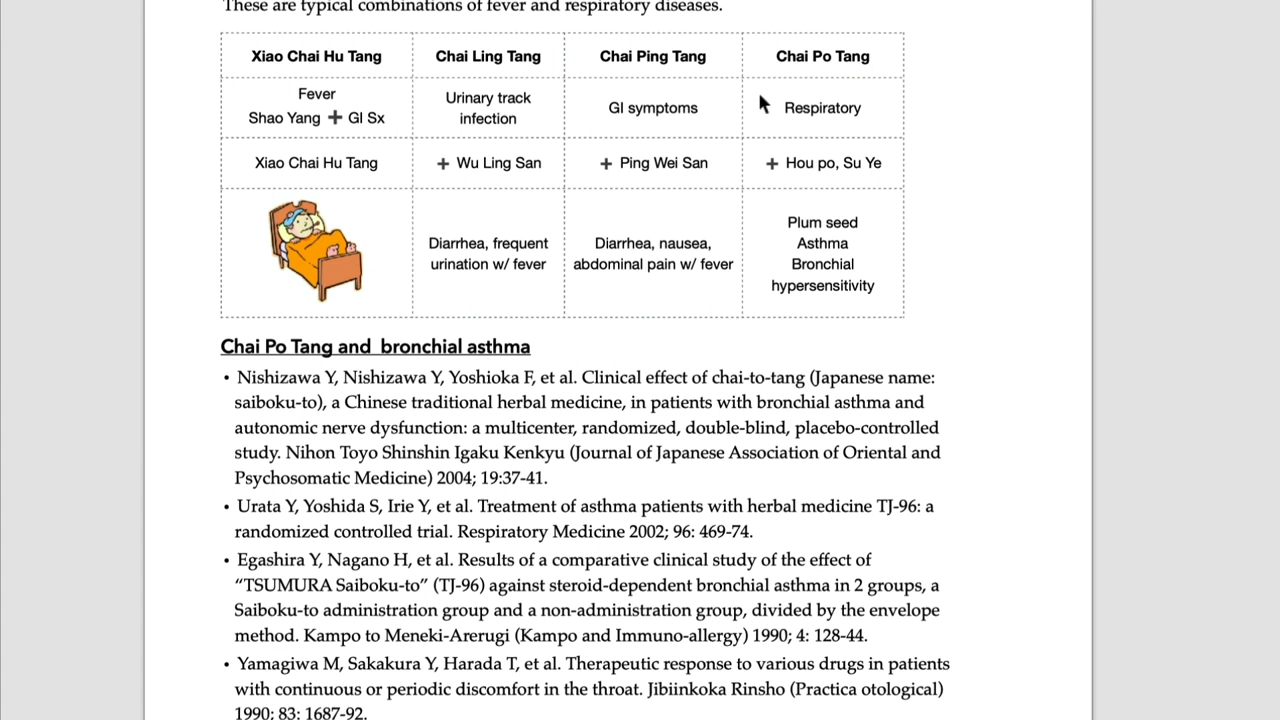 These are typical combinations of fever and respiratory diseases.
Xiao Chai Hu Tang
Chai Ling Tang
Chai Ping Tang
Chai Po Tang
Fever
Shao Yang + GI Sx
Urinary track
infection
GI symptoms
Respiratory
Xiao Chai Hu Tang
+ Wu Ling San
+ Ping Wei San
+ Hou po, Su Ye
Diarrhea, frequent
urination w/ fever
Diarrhea, nausea,
abdominal pain w/ fever
Plum seed
Asthma
Bronchial
hypersensitivity
Chai Po Tang and bronchial asthma
• Nishizawa Y, Nishizawa Y, Yoshioka F, et al. Clinical effect of chai-to-tang (Japanese name:
saiboku-to), a Chinese traditional herbal medicine, in patients with bronchial asthma and
autonomic nerve dysfunction: a multicenter, randomized, double-blind, placebo-controlled
study. Nihon Toyo Shinshin Igaku Kenkyu (Journal of Japanese Association of Oriental and
Psychosomatic Medicine) 2004; 19:37-41.
• Urata Y, Yoshida S, Irie Y, et al. Treatment of asthma patients with herbal medicine TJ-96: a
randomized controlled trial. Respiratory Medicine 2002; 96: 469-74.
• Egashira Y, Nagano H, et al. Results of a comparative clinical study of the effect of
“TSUMURA Saiboku-to” (TJ-96) against steroid-dependent bronchial asthma in 2 groups, a
Saiboku-to administration group and a non-administration group, divided by the envelope
method. Kampo to Meneki-Arerugi (Kampo and Immuno-allergy) 1990; 4: 128-44.
• Yamagiwa M, Sakakura Y, Harada T, et al. Therapeutic response to various drugs in patients
with continuous or periodic discomfort in the throat. Jibiinkoka Rinsho (Practica otological)
1990; 83: 1687-92.